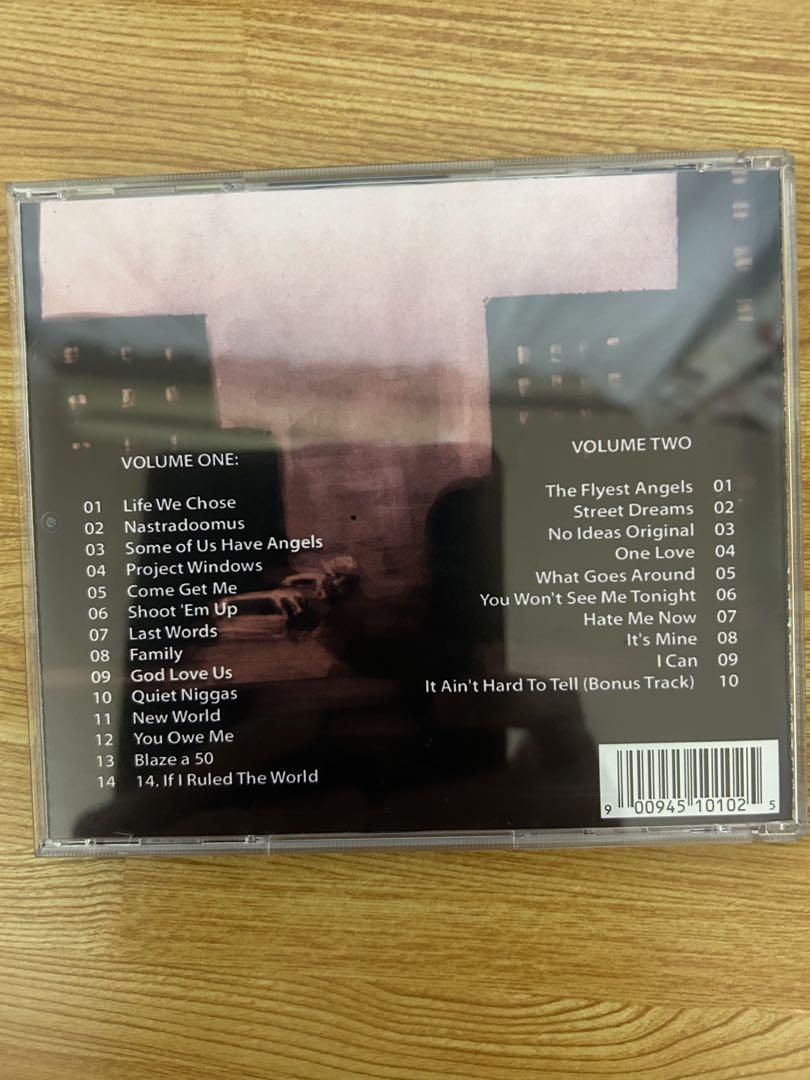 VOLUME ONE:
01 Life We Chose
02 Nastradoomus
03 Some of Us Have Angels
04 Project Windows
05 Come Get Me
06 Shoot 'Em Up
07 Last Words
08 Family
09 God Love Us
10 Quiet Niggas
11 New World
12 You Owe Me
13 Blaze a 50
14 14. If I Ruled The World
VOLUME TWO
The Flyest Angels 01
Street Dreams 02
No Ideas Original 03
One Love 04
What Goes Around 05
You Won't See Me Tonight 06
Hate Me Now 07
It's Mine 08
I Can 09
It Ain't Hard To Tell (Bonus Track) 10
9 00945 10102 5